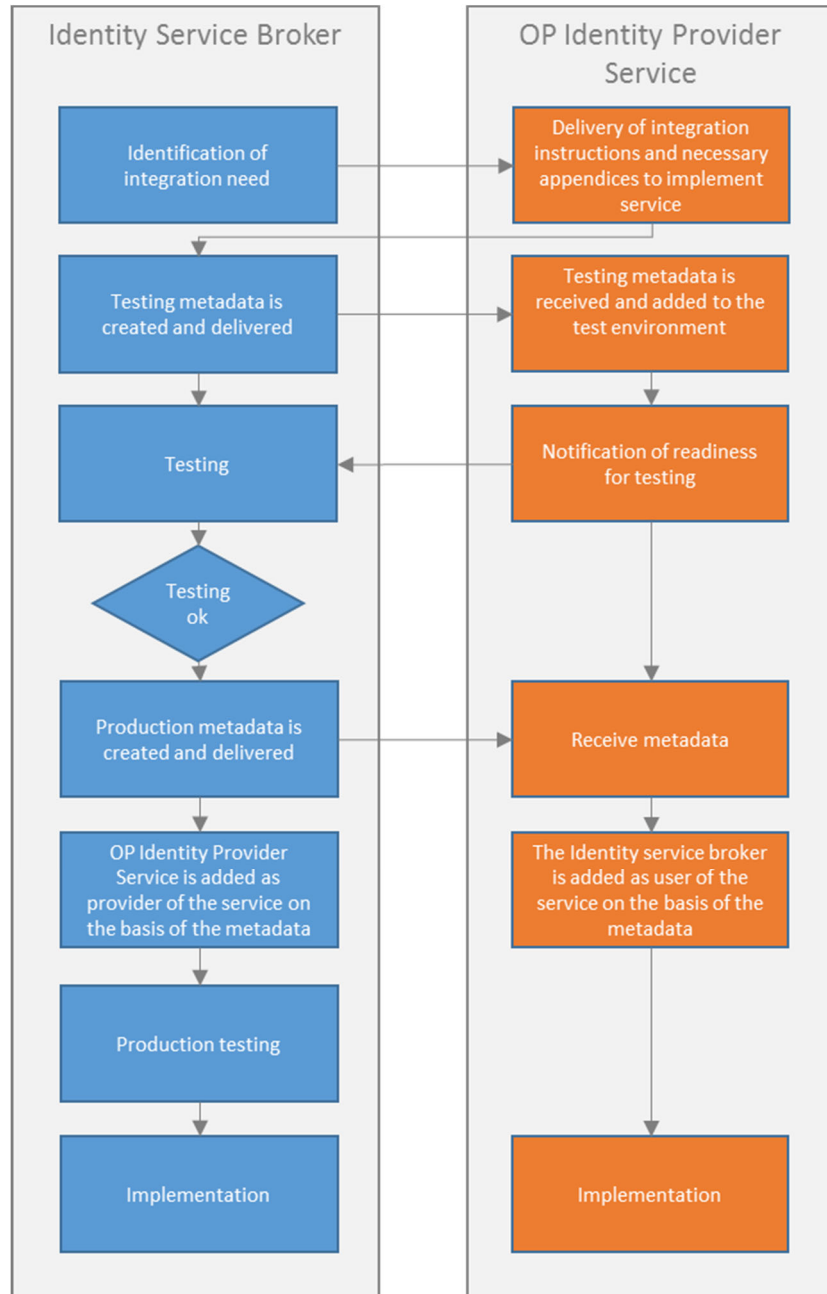 Identity Service Broker
OP Identity Provider
Service
Identification of
integration need
Delivery of integration
instructions and necessary
appendices to implement
service
Testing metadata is
created and delivered
Testing metadata is
received and added to the
test environment
Testing
Notification of readiness
for testing
Testing
ok
Production metadata is
created and delivered
Receive metadata
OP Identity Provider
Service is added as
provider of the service on
the basis of the metadata
The Identity service broker
is added as user of the
service on the basis of the
metadata
Production testing
Implementation
Implementation